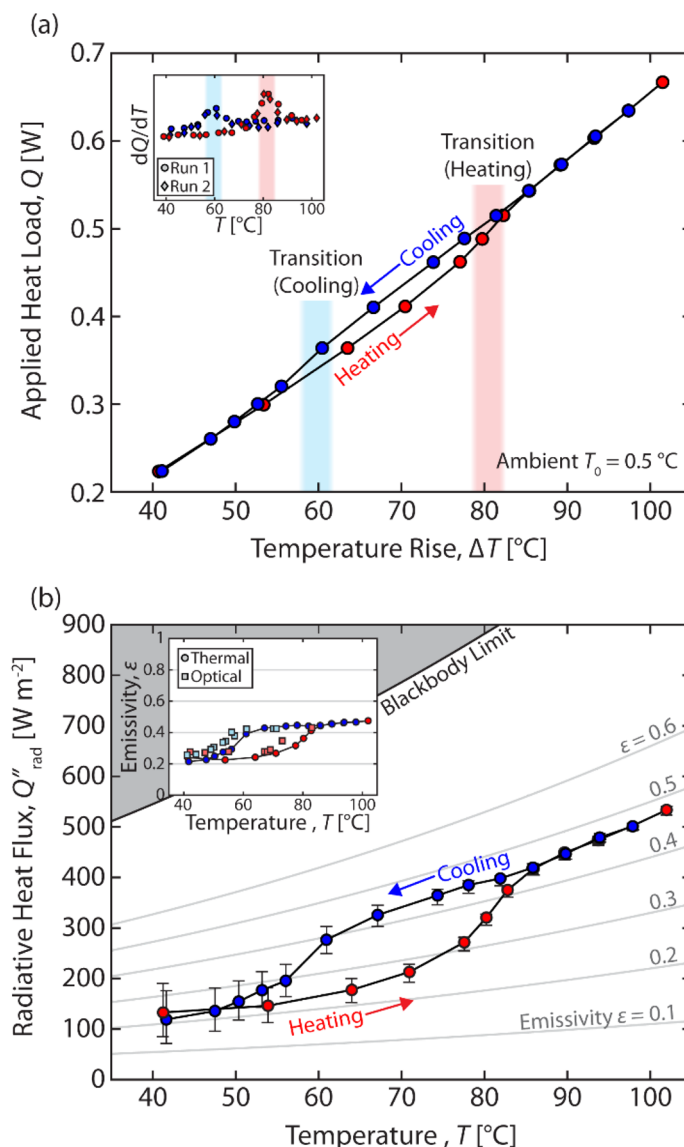 (a)
0.7
0.6
0.5
0.4
0.3
0.2
Applied Heat Load, Q [W]
dQ/dT
Run 1
Run 2
40 60 80 100
T [°C]
Transition
(Heating)
Cooling
Transition
(Cooling)
Heating
Ambient T₀ = 0.5 °C
40 50 60 70 80 90 100
Temperature Rise, ΔT [°C]
(b)
900
800
700
600
500
400
300
200
100
0
Radiative Heat Flux, Q″rad [W m⁻²]
1
0.8
0.6
0.4
0.2
0
Emissivity, ε
Thermal
Optical
40 60 80 100
Temperature , T [°C]
Blackbody Limit
ε = 0.6
0.5
0.4
0.3
0.2
Emissivity ε = 0.1
Cooling
Heating
40 50 60 70 80 90 100
Temperature , T [°C]